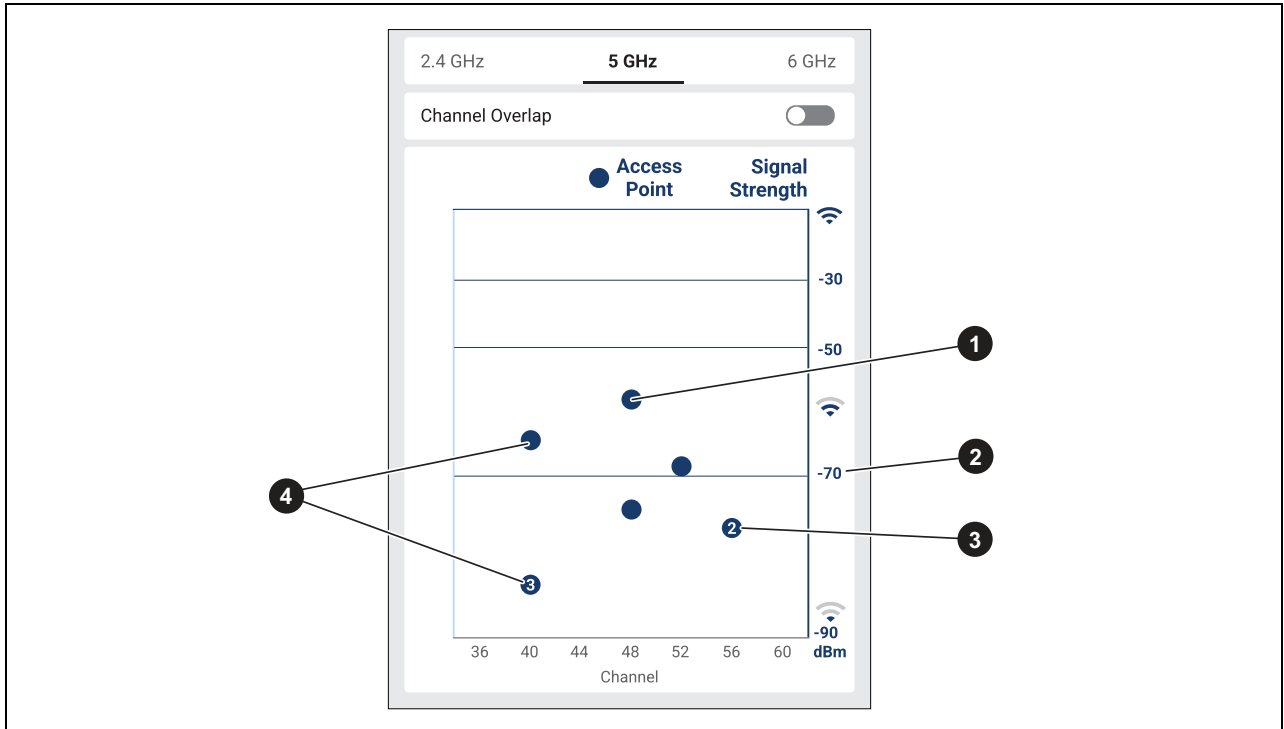 2.4 GHz 5 GHz 6 GHz
Channel Overlap
Access Point
Signal Strength
-30
-50
1
2
-70
4
2
3
3
-90
36 40 44 48 52 56 60 dBm
Channel